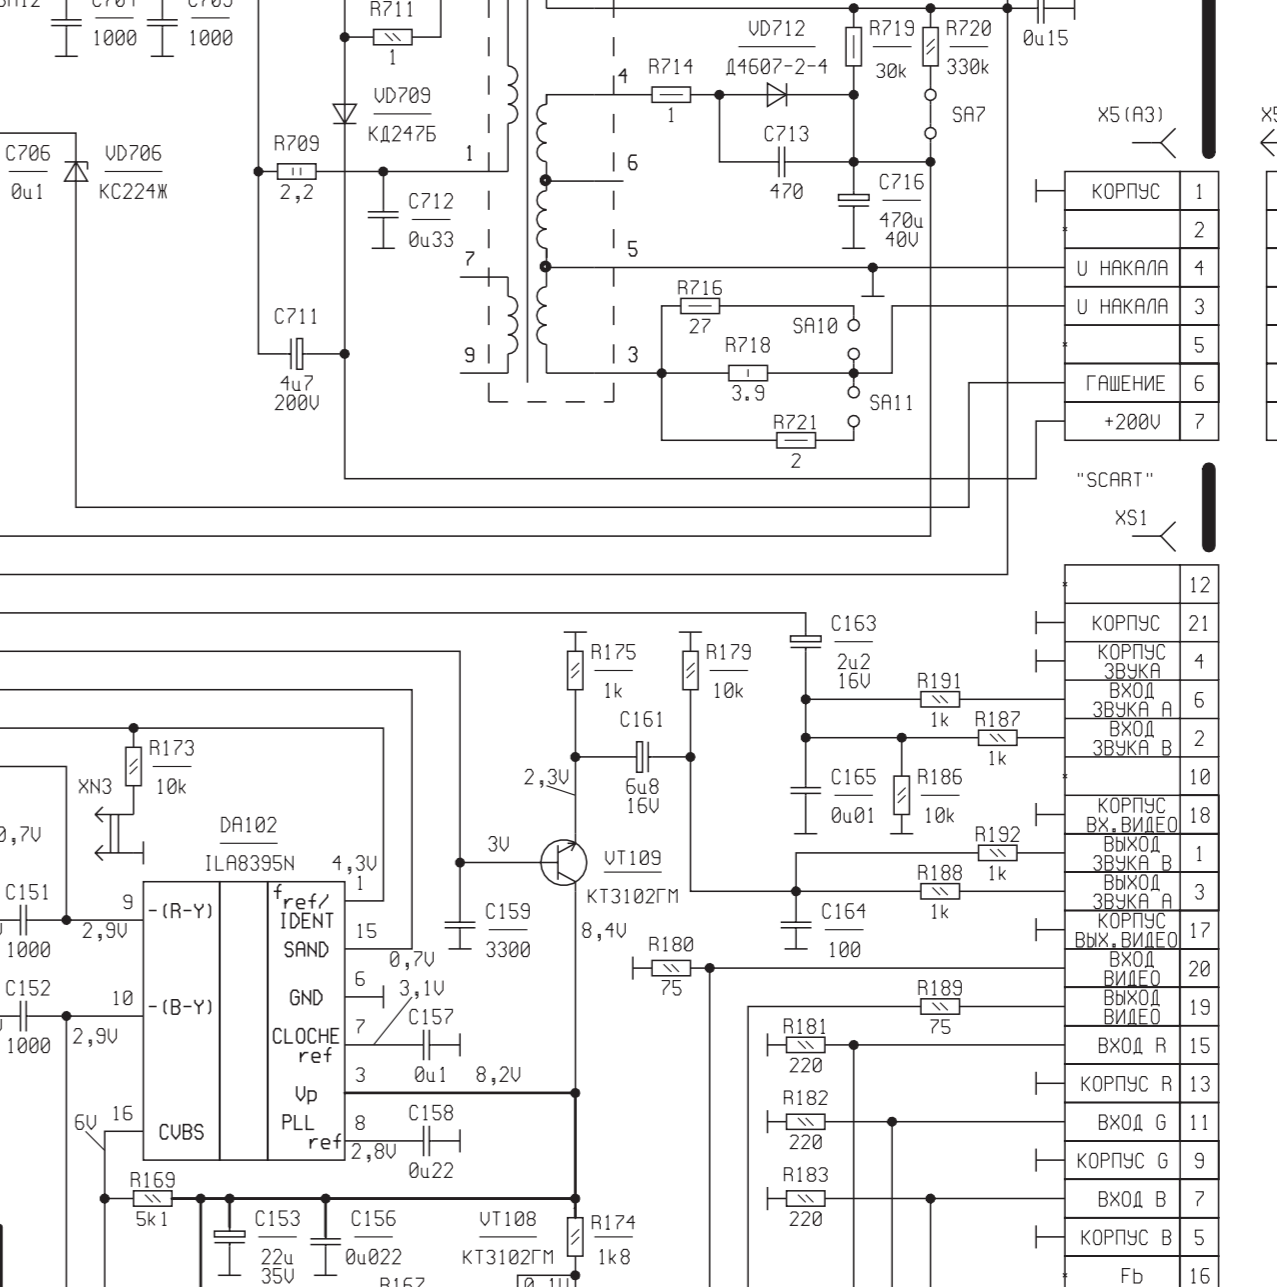 C704
1000
C705
1000
R711
1
VD709
КД247Б
C706
0u1
VD706
КС224Ж
R709
2,2
1
C712
0u33
7
C711
4u7
200V
9
4
6
5
3
R714
1
VD712
Д4607-2-4
R719
30k
R720
330k
0u15
SA7
C713
470
C716
470u
40V
R716
27
SA10
R718
3.9
SA11
R721
2
X5(A3)
КОРПУС 1
2
U НАКАЛА 4
U НАКАЛА 3
5
ГАШЕНИЕ 6
+200V 7
"SCART"
XS1
12
КОРПУС 21
КОРПУС
ЗВУКА 4
ВХОД
ЗВУКА A 6
ВХОД
ЗВУКА B 2
10
КОРПУС
ВХ.ВИДЕО 18
ВЫХОД
ЗВУКА B 1
ВЫХОД
ЗВУКА A 3
КОРПУС
ВЫХ.ВИДЕО 17
ВХОД
ВИДЕО 20
ВЫХОД
ВИДЕО 19
ВХОД R 15
КОРПУС R 13
ВХОД G 11
КОРПУС G 9
ВХОД B 7
КОРПУС B 5
Fb 16
R175
1k
R179
10k
C163
2u2
16V
R191
1k
R187
1k
C161
6u8
16V
2,3V
C165
0u01
R186
10k
R192
1k
R188
1k
C164
100
3V
VT109
КТ3102ГМ
8,4V
C159
3300
R180
75
R189
75
R181
220
R182
220
R183
220
R173
10k
XN3
0,7V
DA102
ILA8395N
4,3V
1
C151
1000
9
2,9V
-(R-Y)
fref/
IDENT
15
SAND
0,7V
C152
1000
10
2,9V
-(B-Y)
6
GND
3,1V
7
CLOCHE
ref
C157
0u1
8,2V
3
Vp
16
6V
CVBS
PLL
ref
8
2,8V
C158
0u22
R169
5k1
C153
22u
35V
C156
0u022
VT108
КТ3102ГМ
R174
1k8
R167
0,1V